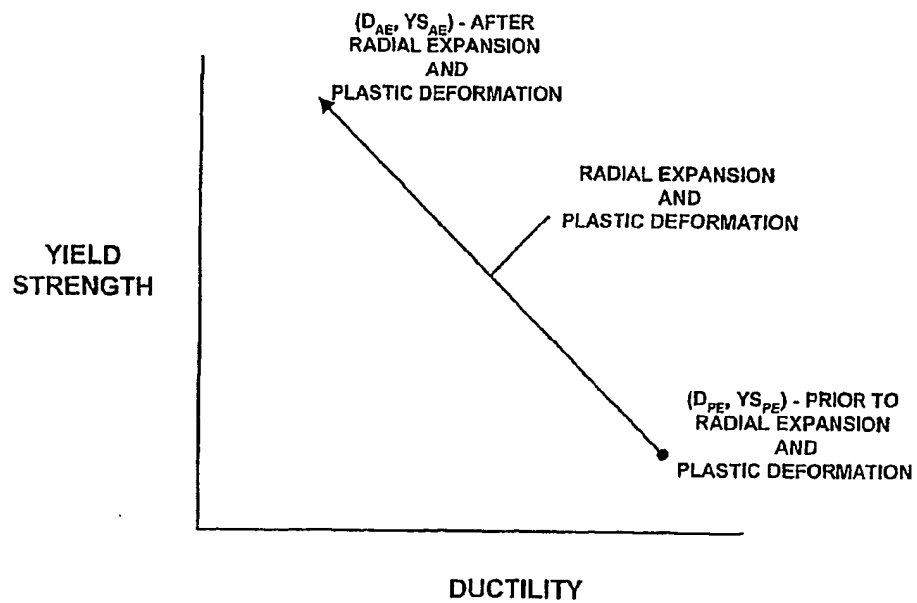 (D_AE, YS_AE) - AFTER
RADIAL EXPANSION
AND
PLASTIC DEFORMATION
RADIAL EXPANSION
AND
PLASTIC DEFORMATION
YIELD
STRENGTH
(D_PE, YS_PE) - PRIOR TO
RADIAL EXPANSION
AND
PLASTIC DEFORMATION
DUCTILITY